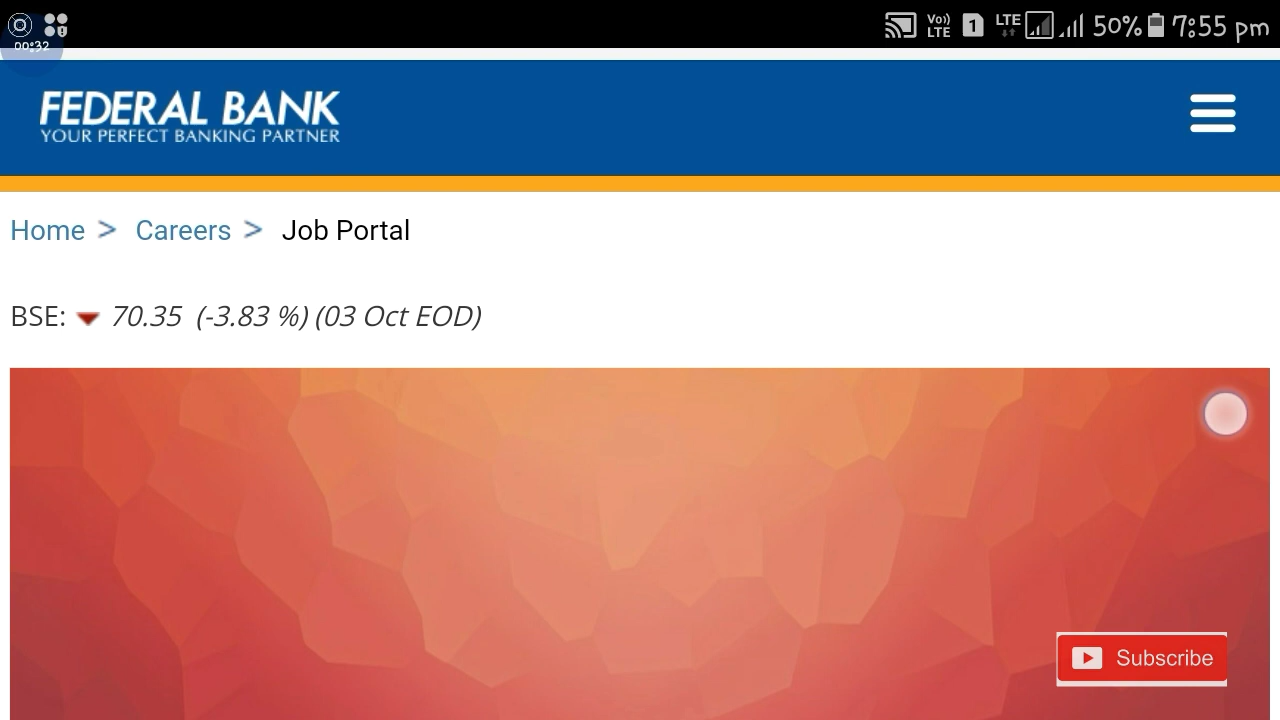 00:32
Vo)
LTE
1
LTE
50%
7:55 pm
FEDERAL BANK
YOUR PERFECT BANKING PARTNER
Home > Careers > Job Portal
BSE: 70.35 (-3.83 %) (03 Oct EOD)
Subscribe